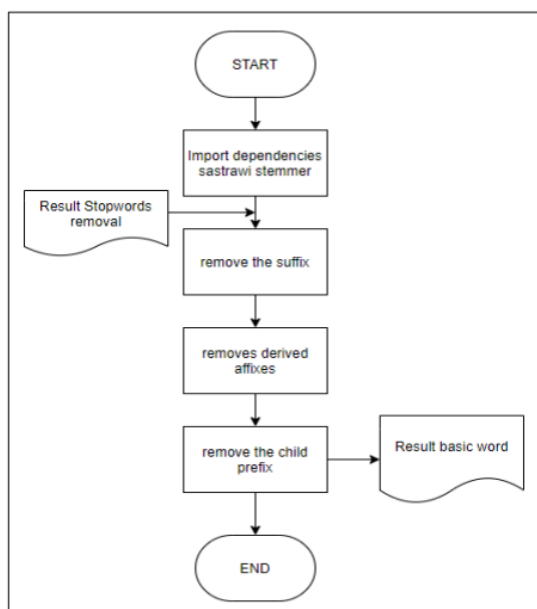 START
Import dependencies
sastrawi stemmer
Result Stopwords
removal
remove the suffix
removes derived
affixes
remove the child
prefix
Result basic word
END